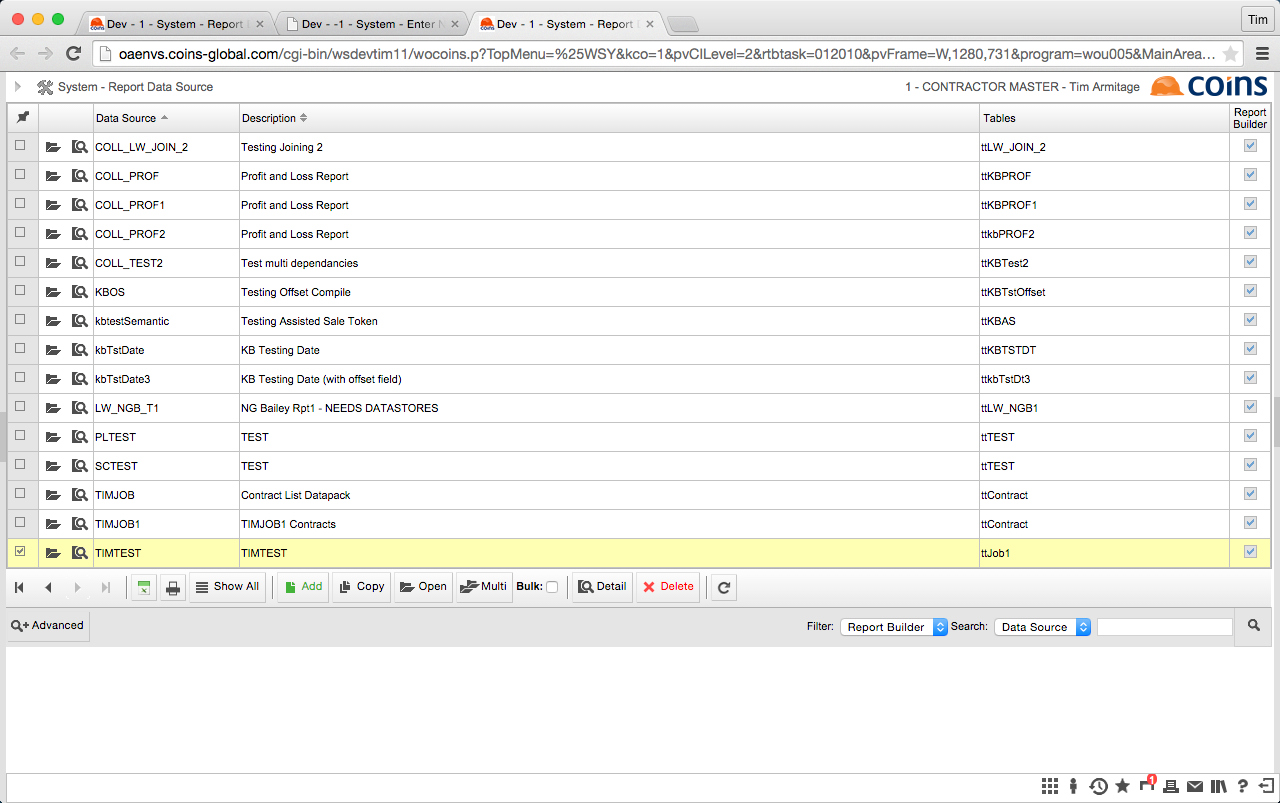 Dev - 1 - System - Report
Dev - -1 - System - Enter N
Dev - 1 - System - Report
Tim
oaenvs.coins-global.com/cgi-bin/wsdevtim11/wocoins.p?TopMenu=%25WSY&kco=1&pvCILevel=2&rtbtask=012010&pvFrame=W,1280,731&program=wou005&MainArea...
System - Report Data Source
1 - CONTRACTOR MASTER - Tim Armitage
coins
Data Source Description Tables Report Builder
COLL_LW_JOIN_2 Testing Joining 2 ttLW_JOIN_2
COLL_PROF Profit and Loss Report ttKBPROF
COLL_PROF1 Profit and Loss Report ttKBPROF1
COLL_PROF2 Profit and Loss Report ttkbPROF2
COLL_TEST2 Test multi dependancies ttKBTest2
KBOS Testing Offset Compile ttKBTstOffset
kbtestSemantic Testing Assisted Sale Token ttKBAS
kbTstDate KB Testing Date ttKBTSTDT
kbTstDate3 KB Testing Date (with offset field) ttkbTstDt3
LW_NGB_T1 NG Bailey Rpt1 - NEEDS DATASTORES ttLW_NGB1
PLTEST TEST ttTEST
SCTEST TEST ttTEST
TIMJOB Contract List Datapack ttContract
TIMJOB1 TIMJOB1 Contracts ttContract
TIMTEST TIMTEST ttJob1
Show All Add Copy Open Multi Bulk: Detail Delete
Advanced Filter: Report Builder Search: Data Source
1
?